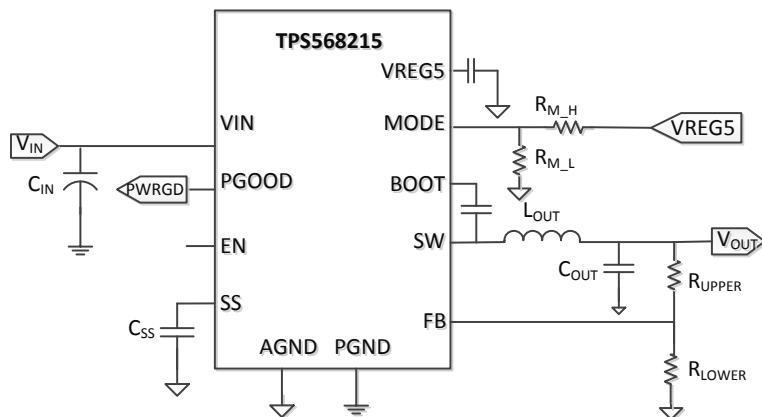 TPS568215
VREG5
R_M_H
VIN
MODE
VREG5
V_IN
R_M_L
C_IN
PWRGD
PGOOD
BOOT
L_OUT
EN
SW
V_OUT
C_OUT
R_UPPER
SS
C_SS
FB
AGND
PGND
R_LOWER